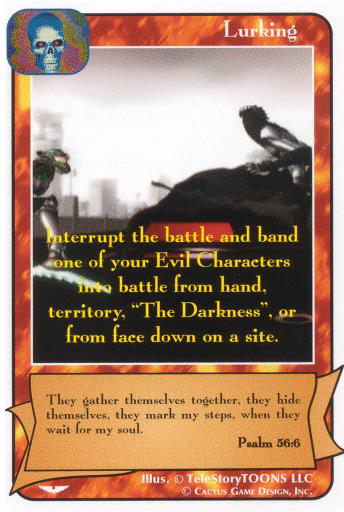 Lurking
Interrupt the battle and band
one of your Evil Characters
into battle from hand,
territory, “The Darkness”, or
from face down on a site.
They gather themselves together, they hide
themselves, they mark my steps, when they
wait for my soul.
Psalm 56:6
Illus. © TeleStoryTOONS LLC
© Cactus Game Design, Inc.